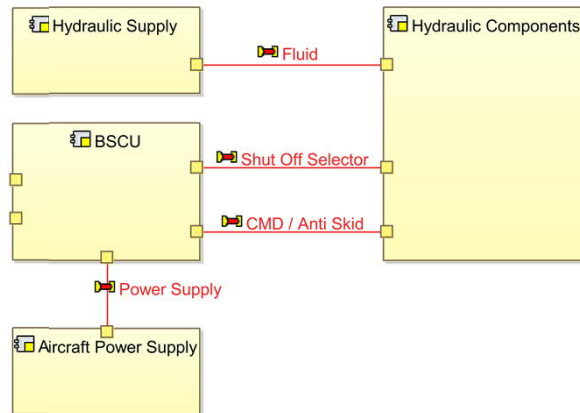 Hydraulic Supply
Hydraulic Components
Fluid
BSCU
Shut Off Selector
CMD / Anti Skid
Power Supply
Aircraft Power Supply